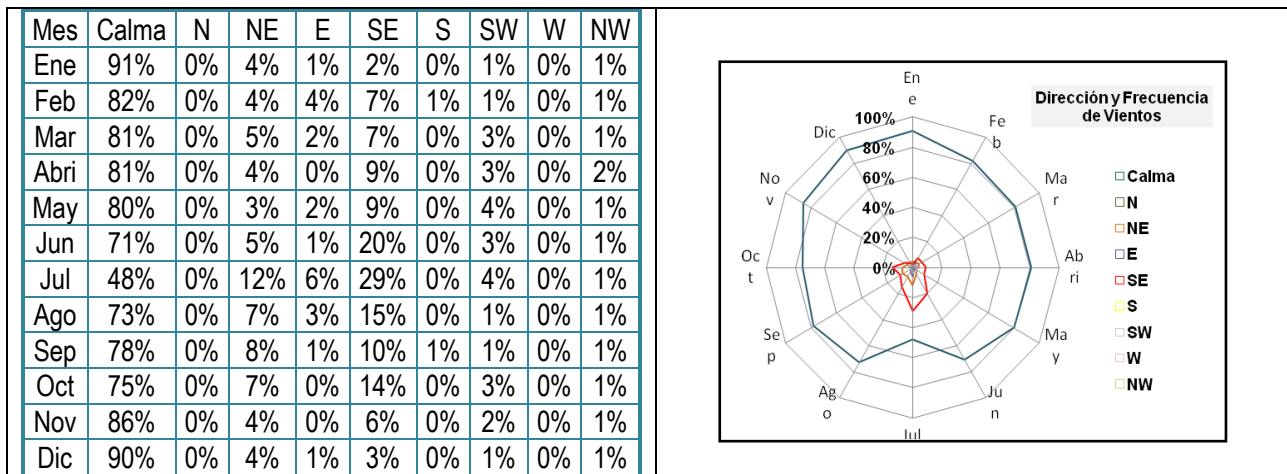 Mes Calma N NE E SE S SW W NW
Ene 91% 0% 4% 1% 2% 0% 1% 0% 1%
Feb 82% 0% 4% 4% 7% 1% 1% 0% 1%
Mar 81% 0% 5% 2% 7% 0% 3% 0% 1%
Abri 81% 0% 4% 0% 9% 0% 3% 0% 2%
May 80% 0% 3% 2% 9% 0% 4% 0% 1%
Jun 71% 0% 5% 1% 20% 0% 3% 0% 1%
Jul 48% 0% 12% 6% 29% 0% 4% 0% 1%
Ago 73% 0% 7% 3% 15% 0% 1% 0% 1%
Sep 78% 0% 8% 1% 10% 1% 1% 0% 1%
Oct 75% 0% 7% 0% 14% 0% 3% 0% 1%
Nov 86% 0% 4% 0% 6% 0% 2% 0% 1%
Dic 90% 0% 4% 1% 3% 0% 1% 0% 1%
Dirección y Frecuencia
de Vientos
100%
80%
60%
40%
20%
0%
En
e
Fe
b
Ma
r
Ab
ri
Ma
y
Ju
n
Jul
Ag
o
Se
p
Oc
t
No
v
Dic
Calma
N
NE
E
SE
S
SW
W
NW